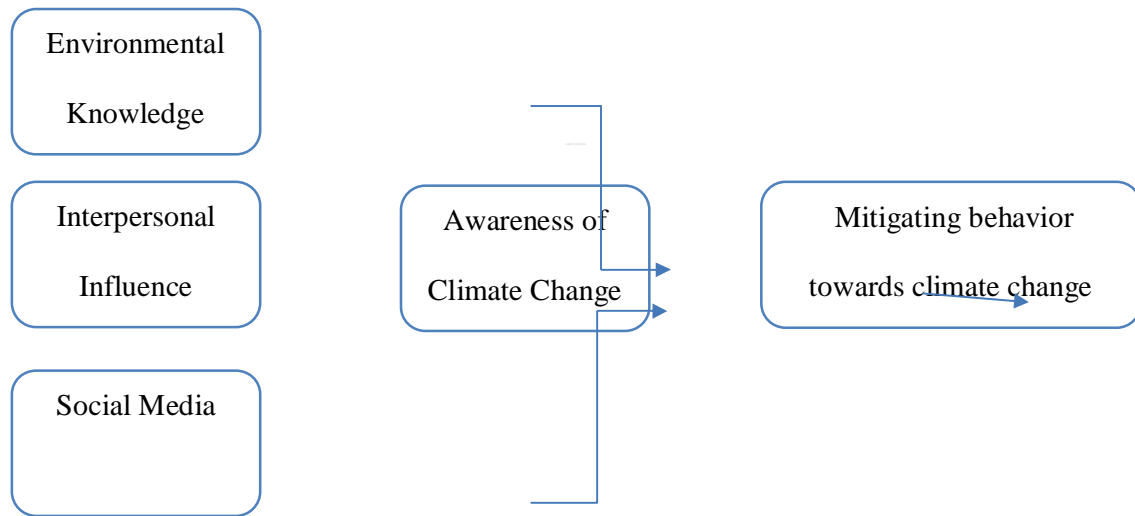 Environmental
Knowledge
Interpersonal
Influence
Social Media
Awareness of
Climate Change
Mitigating behavior
towards climate change